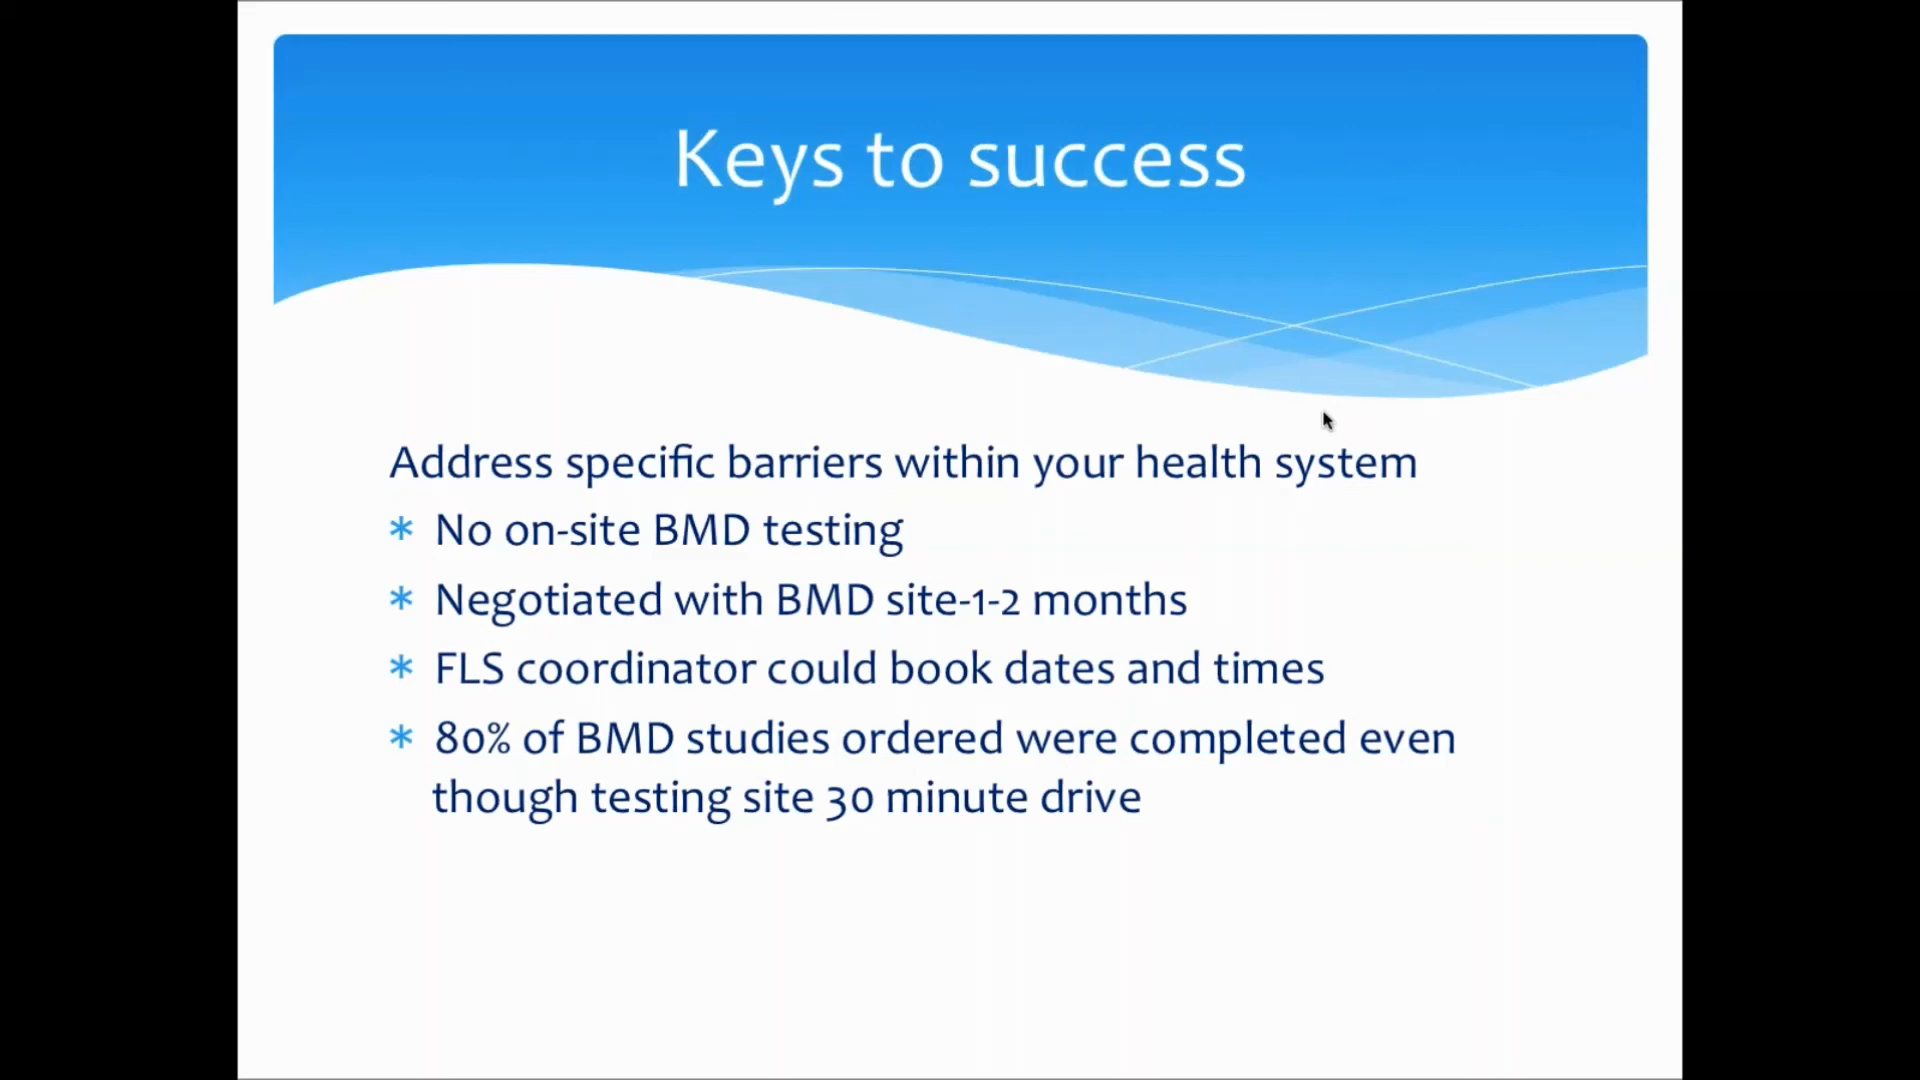 Keys to success
Address specific barriers within your health system
* No on-site BMD testing
* Negotiated with BMD site-1-2 months
* FLS coordinator could book dates and times
* 80% of BMD studies ordered were completed even
though testing site 30 minute drive